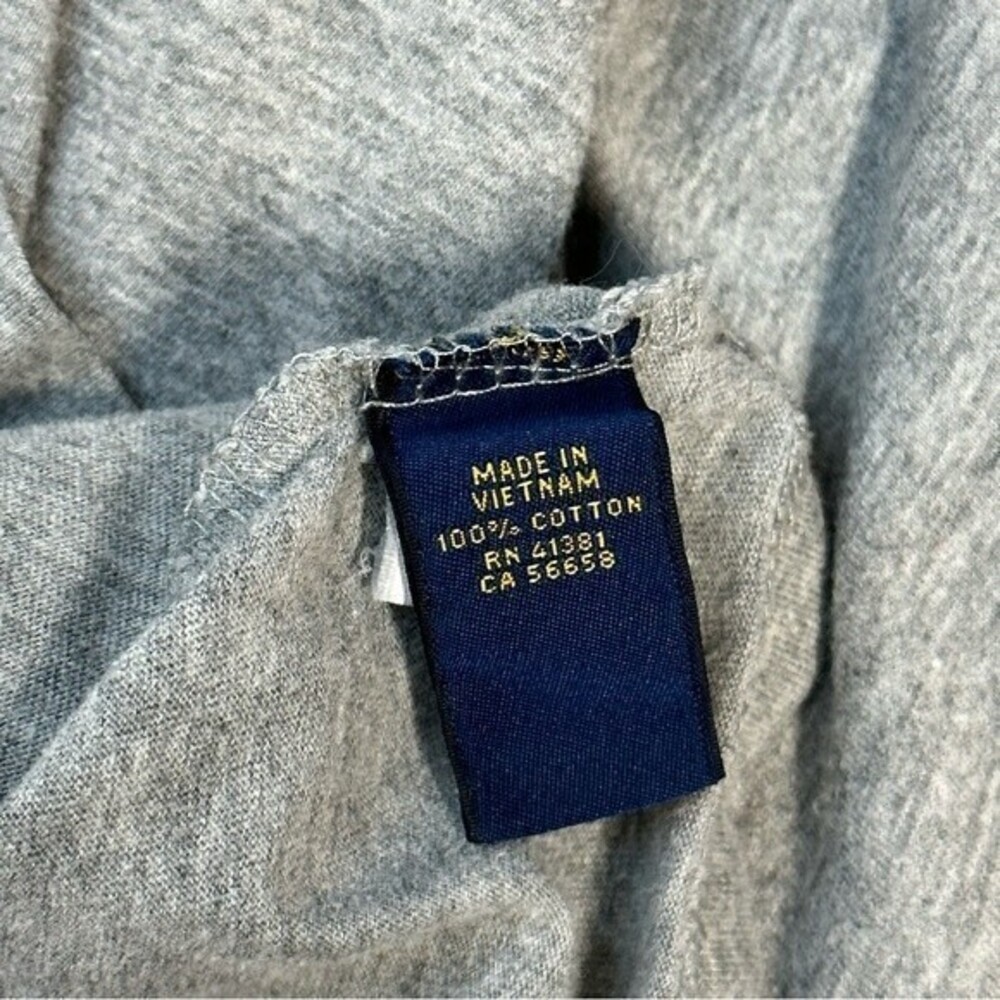 MADE IN
VIETNAM
100% COTTON
RN 41381
CA 56658